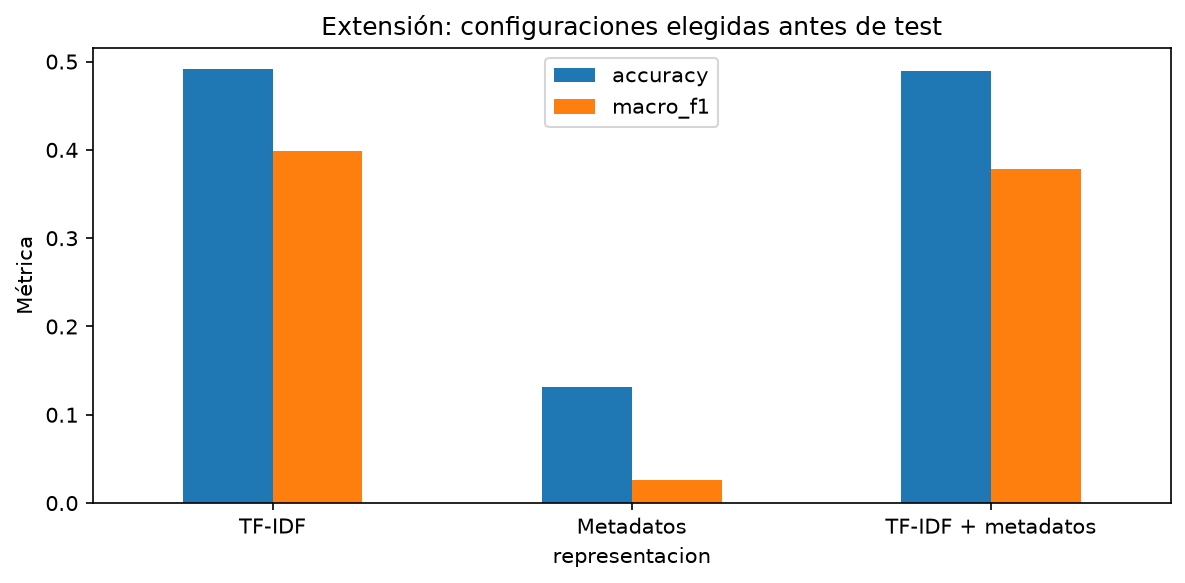 Extensión: configuraciones elegidas antes de test
accuracy
macro_f1
Métrica
0.5
0.4
0.3
0.2
0.1
0.0
TF-IDF
Metadatos
TF-IDF + metadatos
representacion